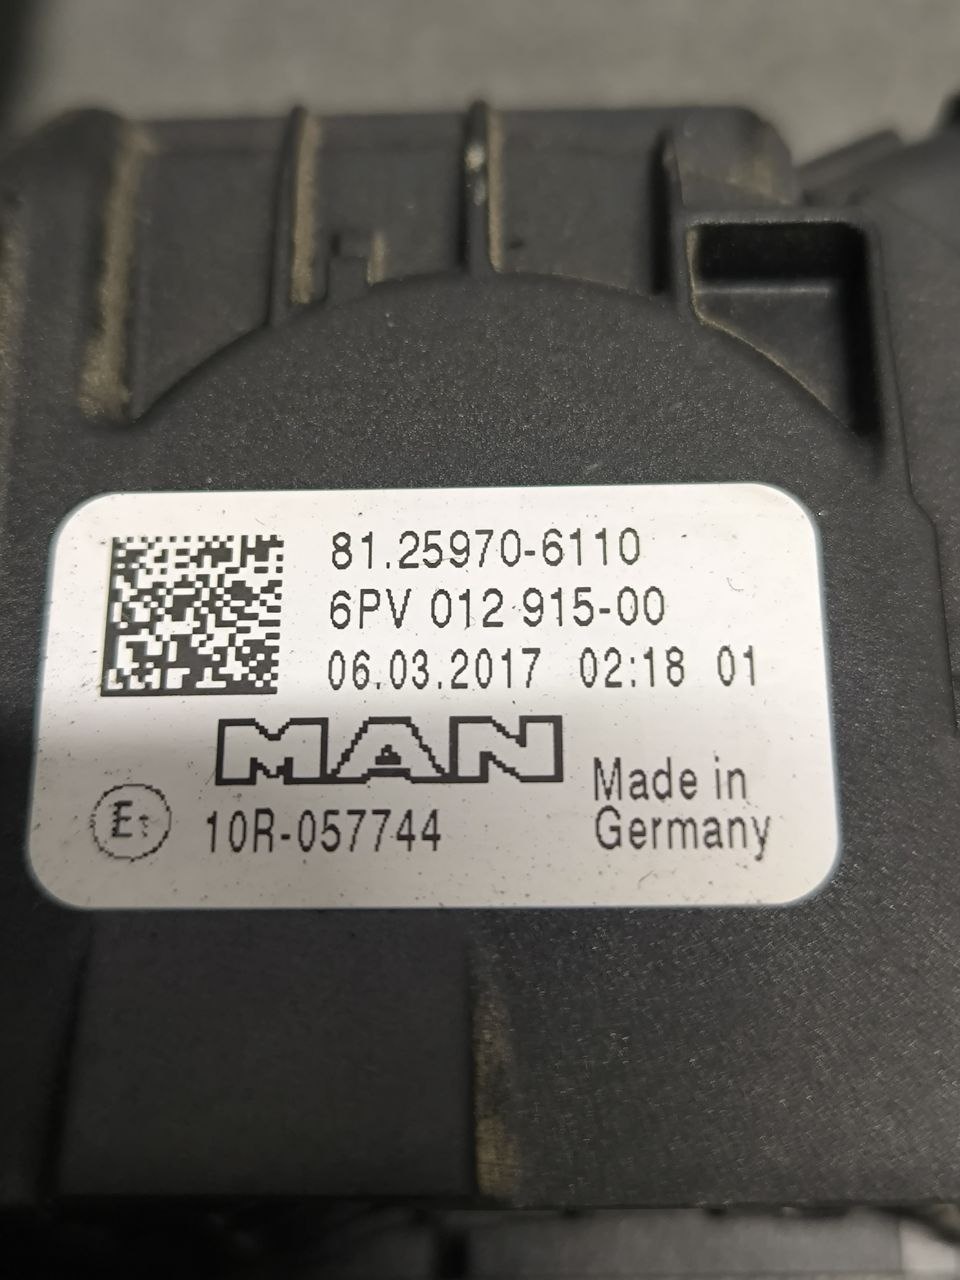 81.25970-6110
6PV 012 915-00
06.03.2017 02:18 01
MAN
Made in
Germany
E1
10R-057744